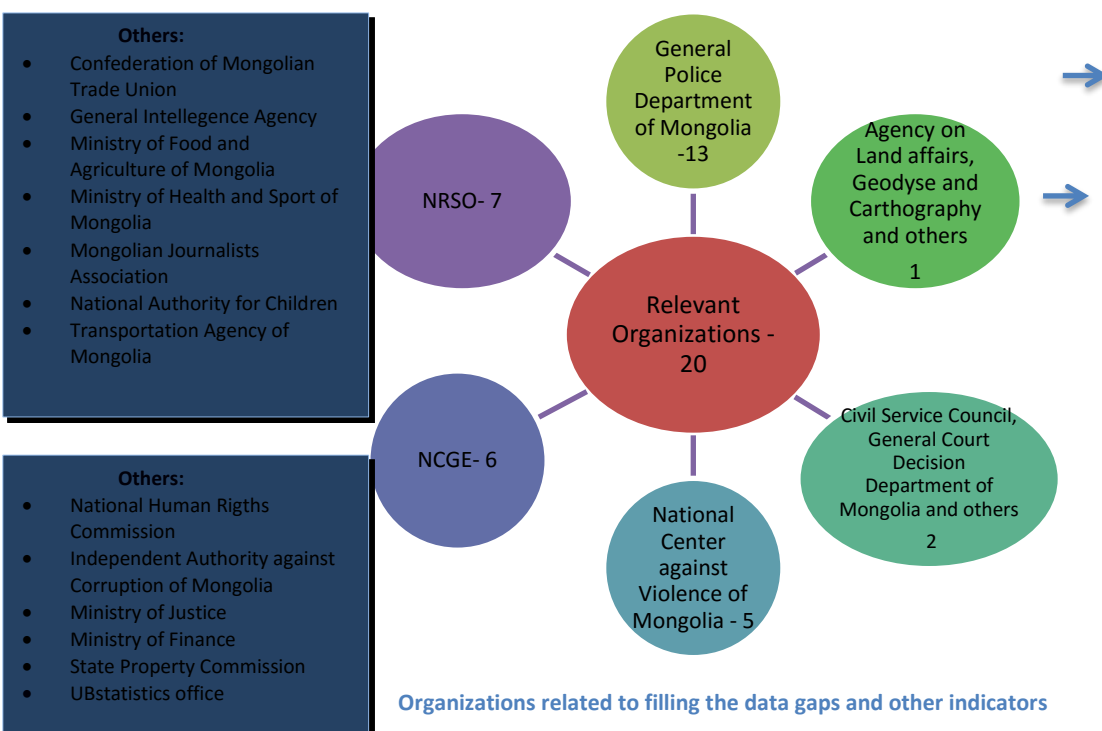 Others:
• Confederation of Mongolian
Trade Union
• General Intellegence Agency
• Ministry of Food and
Agriculture of Mongolia
• Ministry of Health and Sport of
Mongolia
• Mongolian Journalists
Association
• National Authority for Children
• Transportation Agency of
Mongolia
Others:
• National Human Rigths
Commission
• Independent Authority against
Corruption of Mongolia
• Ministry of Justice
• Ministry of Finance
• State Property Commission
• UBstatistics office
General
Police
Department
of Mongolia
-13
Agency on
Land affairs,
Geodyse and
Carthography
and others
1
NRSO- 7
Relevant
Organizations -
20
NCGE- 6
Civil Service Council,
General Court
Decision
Department of
Mongolia and others
2
National
Center
against
Violence of
Mongolia - 5
Organizations related to filling the data gaps and other indicators